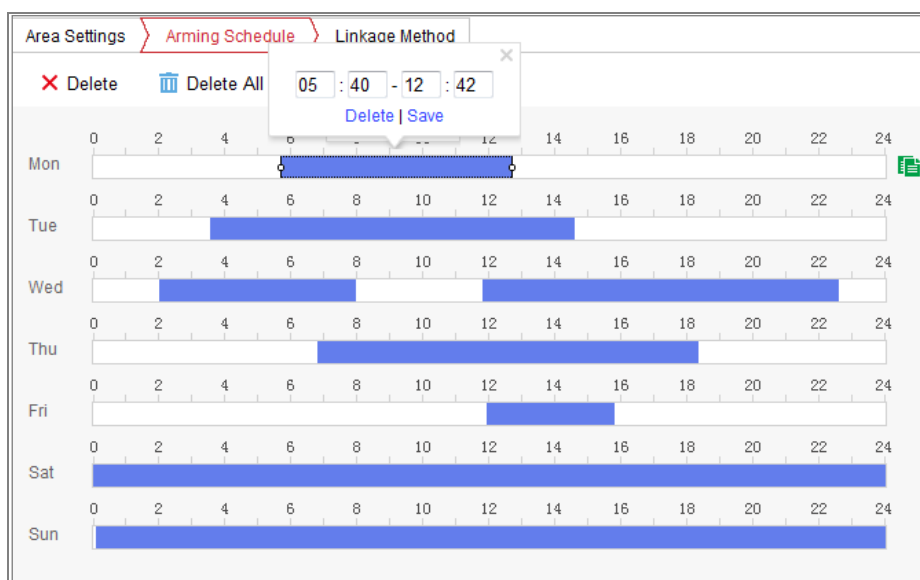 Area Settings Arming Schedule Linkage Method
Delete Delete All
05 : 40 - 12 : 42
Delete | Save
0 2 4 6 12 14 16 18 20 22 24
Mon
0 2 4 6 8 10 12 14 16 18 20 22 24
Tue
0 2 4 6 8 10 12 14 16 18 20 22 24
Wed
0 2 4 6 8 10 12 14 16 18 20 22 24
Thu
0 2 4 6 8 10 12 14 16 18 20 22 24
Fri
0 2 4 6 8 10 12 14 16 18 20 22 24
Sat
0 2 4 6 8 10 12 14 16 18 20 22 24
Sun